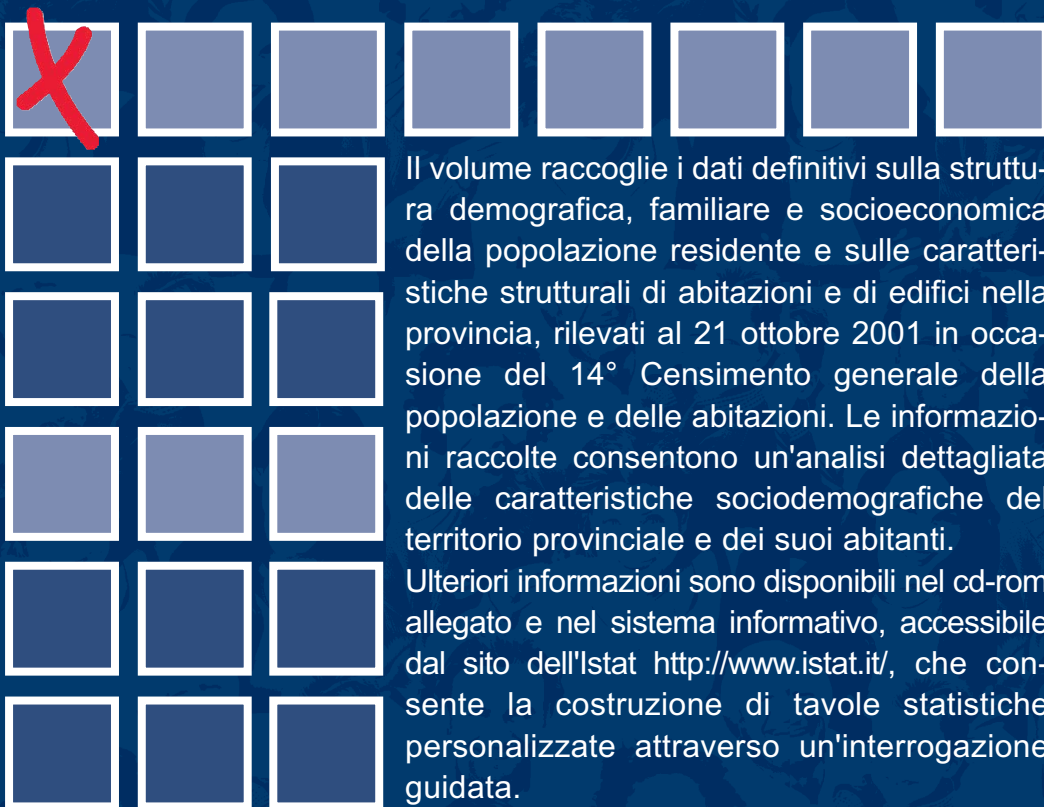 Il volume raccoglie i dati definitivi sulla struttu-
ra demografica, familiare e socioeconomica
della popolazione residente e sulle caratteri-
stiche strutturali di abitazioni e di edifici nella
provincia, rilevati al 21 ottobre 2001 in occa-
sione del 14° Censimento generale della
popolazione e delle abitazioni. Le informazio-
ni raccolte consentono un'analisi dettagliata
delle caratteristiche sociodemografiche del
territorio provinciale e dei suoi abitanti.
Ulteriori informazioni sono disponibili nel cd-rom
allegato e nel sistema informativo, accessibile
dal sito dell'Istat http://www.istat.it/, che con-
sente la costruzione di tavole statistiche
personalizzate attraverso un'interrogazione
guidata.